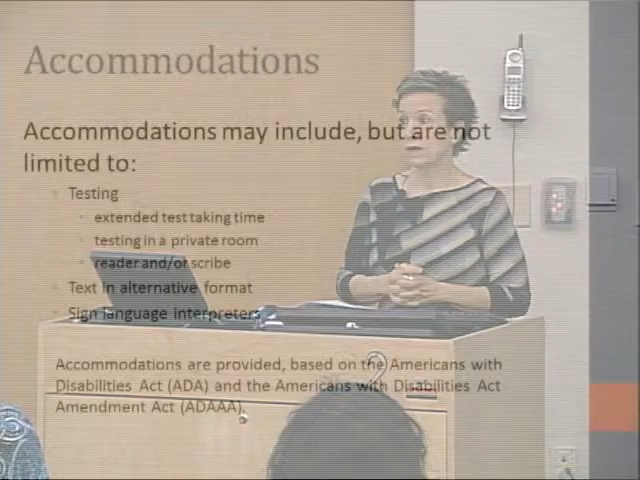 Accommodations
Accommodations may include, but are not
limited to:
Testing
extended test taking time
testing in a private room
reader and/or scribe
Text in alternative format
Sign language interpreters
Accommodations are provided, based on the Americans with
Disabilities Act (ADA) and the Americans with Disabilities Act
Amendment Act (ADAAA).